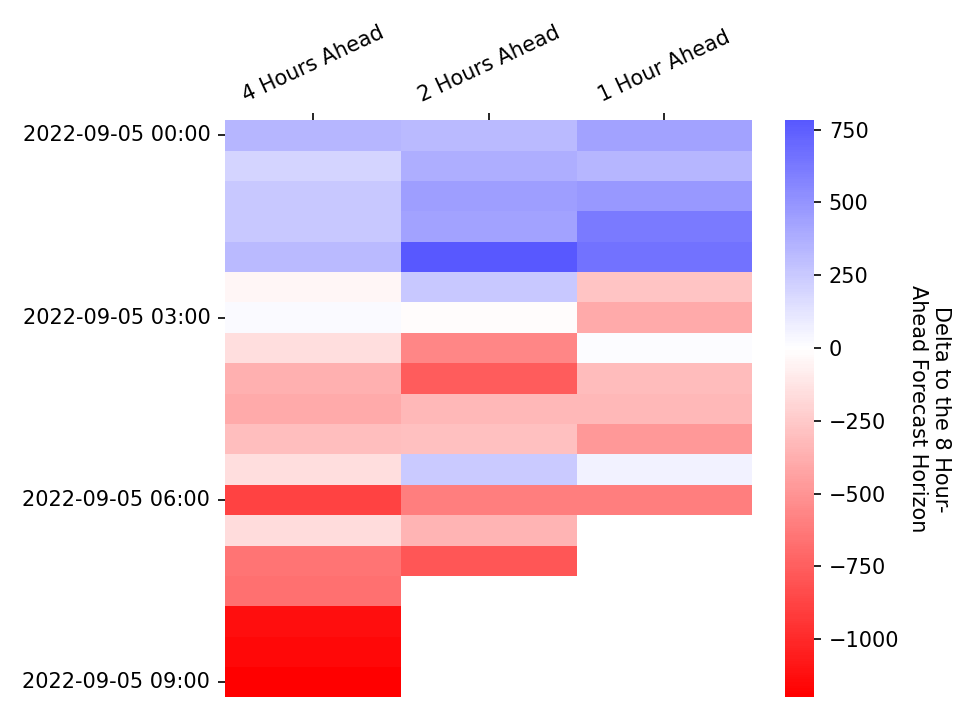 4 Hours Ahead
2 Hours Ahead
1 Hour Ahead
2022-09-05 00:00
2022-09-05 03:00
2022-09-05 06:00
2022-09-05 09:00
750
500
250
0
−250
−500
−750
−1000
Delta to the 8 Hour-
Ahead Forecast Horizon